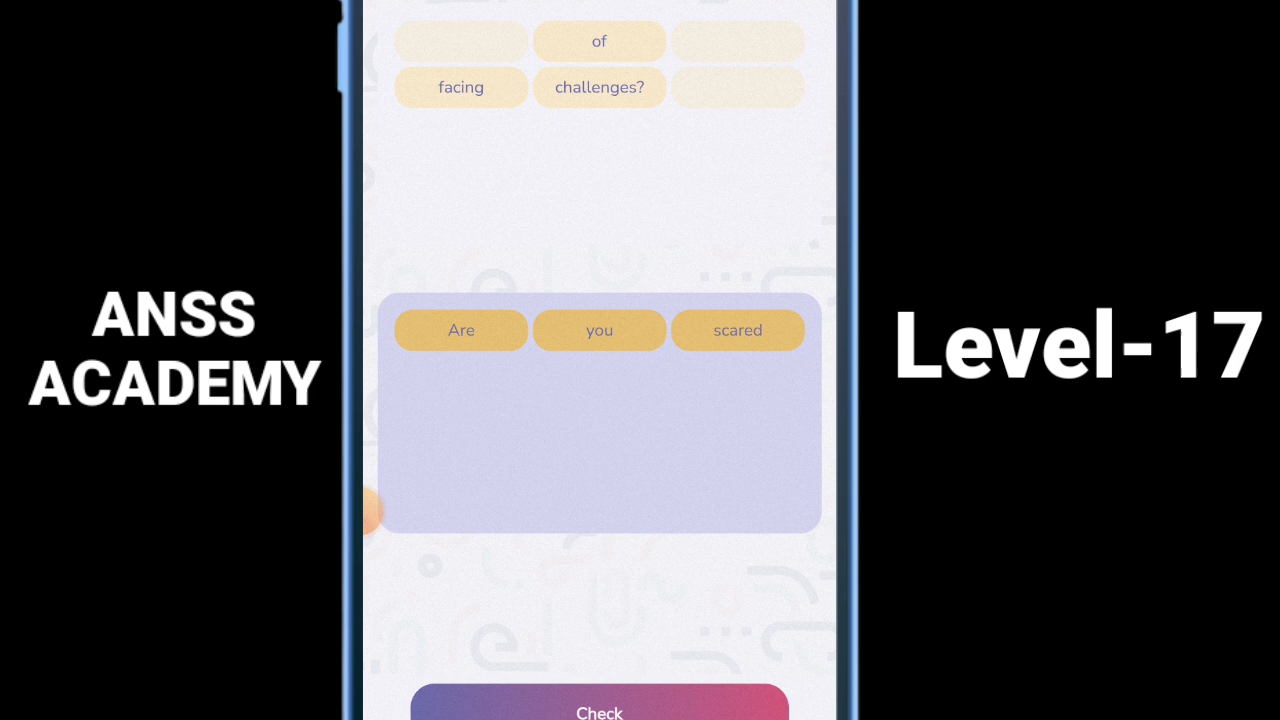 of
facing challenges?
ANSS
ACADEMY
Are you scared
Level-17
Check